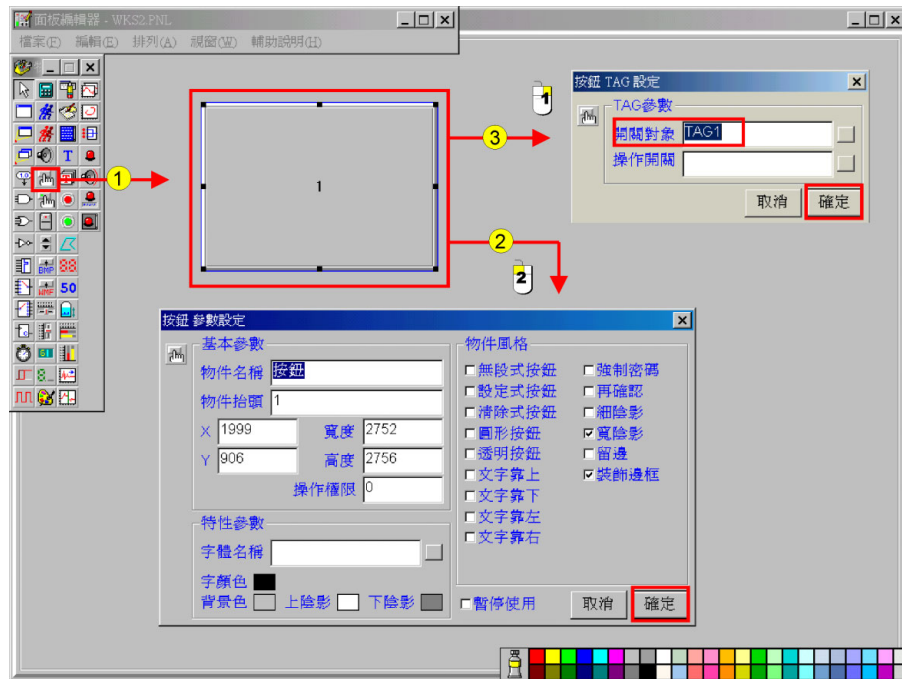 面板編輯器 - WKS2.PNL
檔案(F) 編輯(E) 排列(A) 視窗(W) 輔助說明(H)
1
1
3
2
1
2
按鈕 TAG 設定
TAG參數
開關對象 TAG1
操作開關
取消 確定
按鈕 參數設定
基本參數
物件名稱 按鈕
物件抬頭 1
X 1999 寬度 2752
Y 906 高度 2756
操作權限 0
特性參數
字體名稱
字顏色
背景色 上陰影 下陰影
物件風格
無段式按鈕 強制密碼
設定式按鈕 再確認
清除式按鈕 細陰影
圓形按鈕 寬陰影
透明按鈕 留邊
文字靠上 裝飾邊框
文字靠下
文字靠左
文字靠右
暫停使用 取消 確定
T
BMP 88
WMF 50